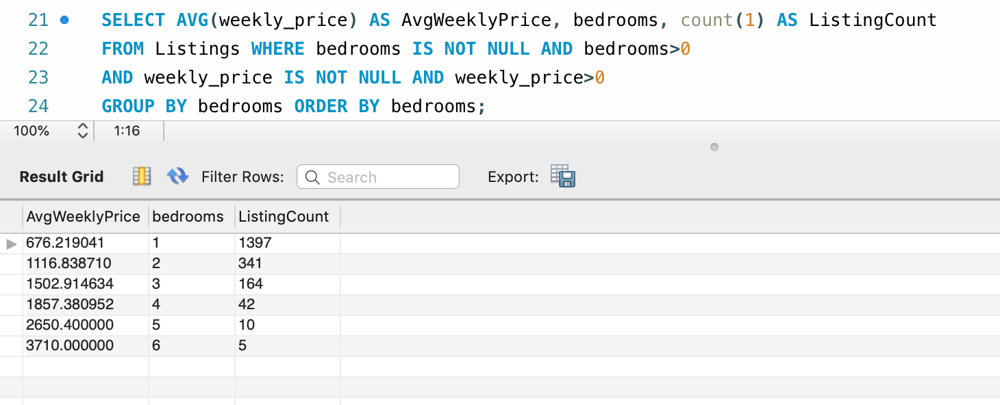 21 SELECT AVG(weekly_price) AS AvgWeeklyPrice, bedrooms, count(1) AS ListingCount
22 FROM Listings WHERE bedrooms IS NOT NULL AND bedrooms>0
23 AND weekly_price IS NOT NULL AND weekly_price>0
24 GROUP BY bedrooms ORDER BY bedrooms;
100% 1:16
Result Grid Filter Rows: Search Export:
AvgWeeklyPrice bedrooms ListingCount
676.219041 1 1397
1116.838710 2 341
1502.914634 3 164
1857.380952 4 42
2650.400000 5 10
3710.000000 6 5